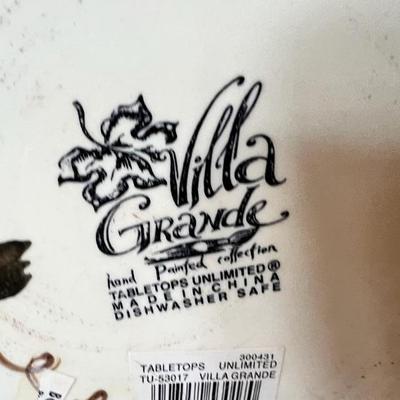 Villa
Grande
hand Painted collection
TABLETOPS UNLIMITED®
MADE IN CHINA
DISHWASHER SAFE
300431
TABLETOPS UNLIMITED
TU-53017 VILLA GRANDE